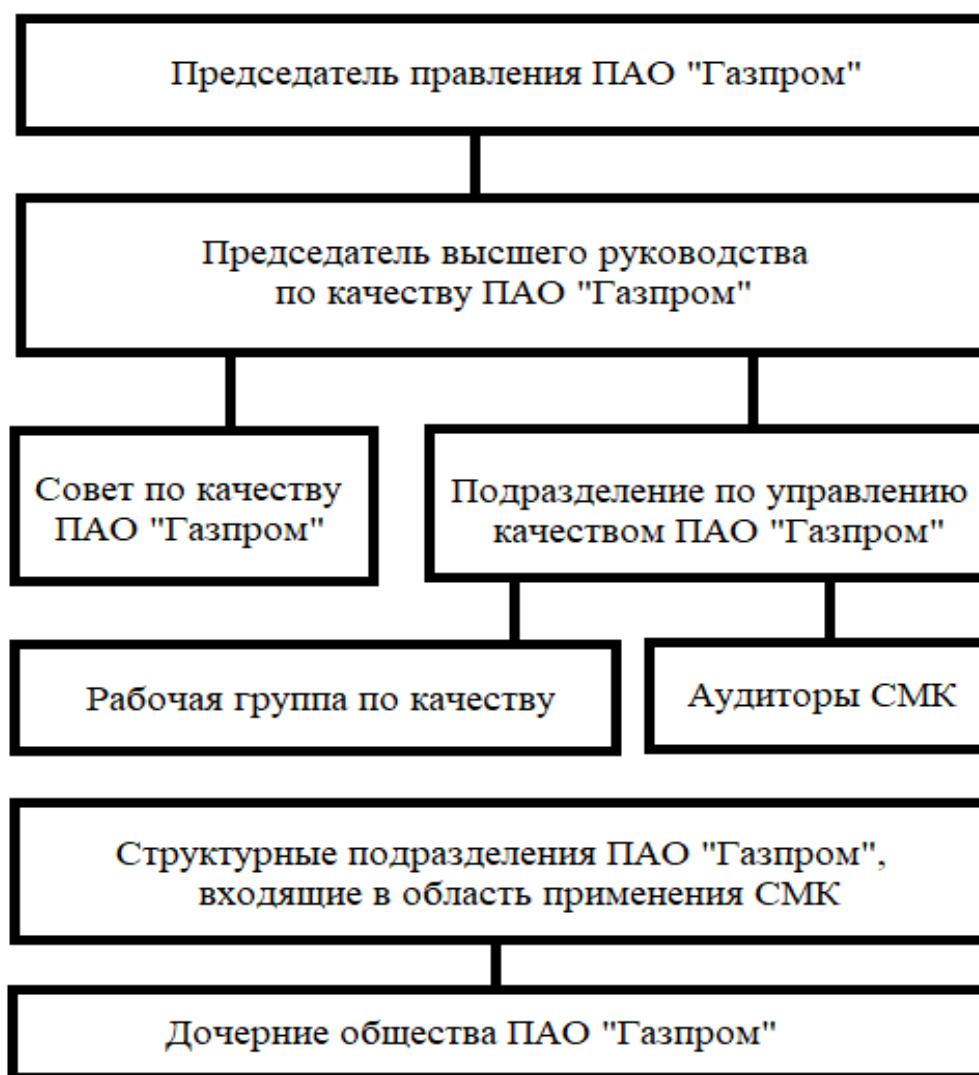 Председатель правления ПАО "Газпром"
Председатель высшего руководства
по качеству ПАО "Газпром"
Совет по качеству
ПАО "Газпром"
Подразделение по управлению
качеством ПАО "Газпром"
Рабочая группа по качеству
Аудиторы СМК
Структурные подразделения ПАО "Газпром",
входящие в область применения СМК
Дочерние общества ПАО "Газпром"